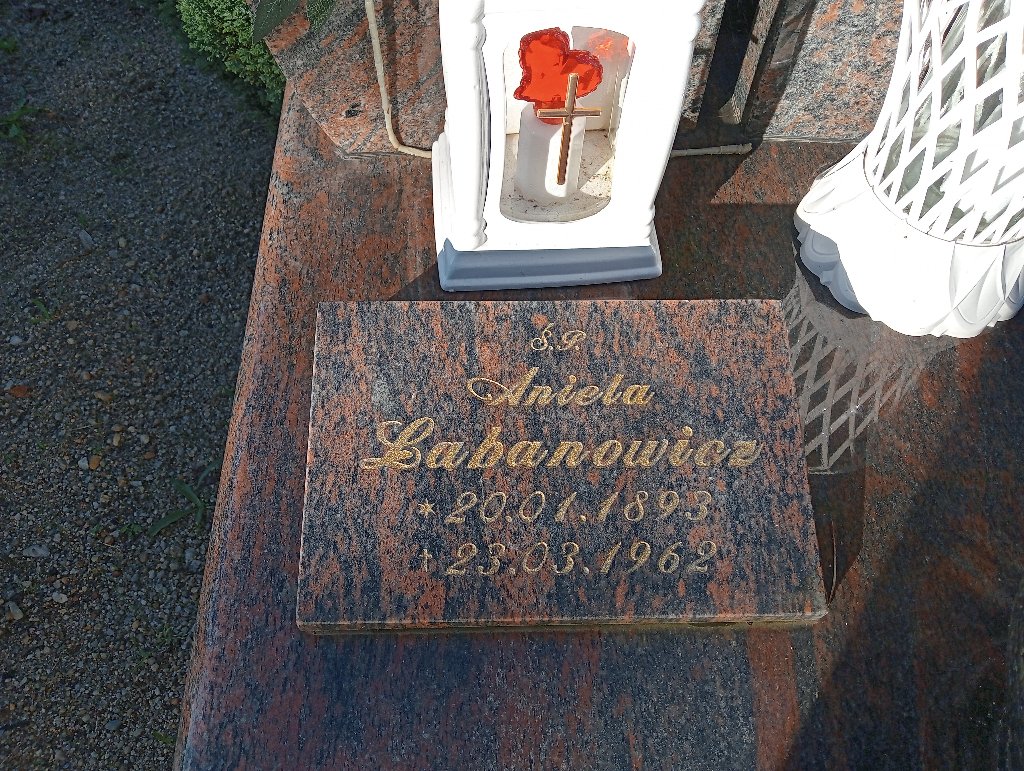 Ś.P.
Aniela
Łabanowicz
* 20.01.1893
† 23.03.1962